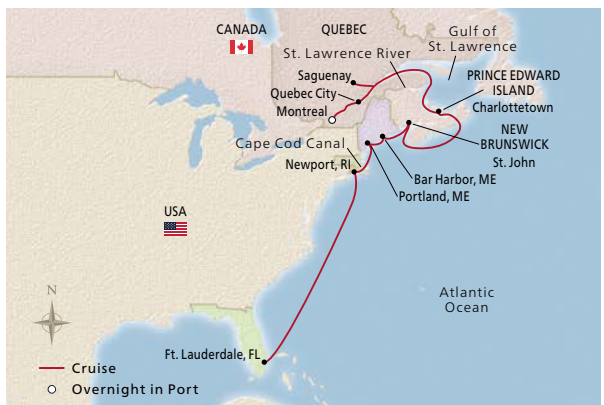 CANADA
QUEBEC
Gulf of
St. Lawrence
St. Lawrence River
Saguenay
PRINCE EDWARD
ISLAND
Charlottetown
Quebec City
Montreal
NEW
BRUNSWICK
St. John
Cape Cod Canal
Newport, RI
Bar Harbor, ME
Portland, ME
USA
Atlantic
Ocean
N
Ft. Lauderdale, FL
Cruise
Overnight in Port